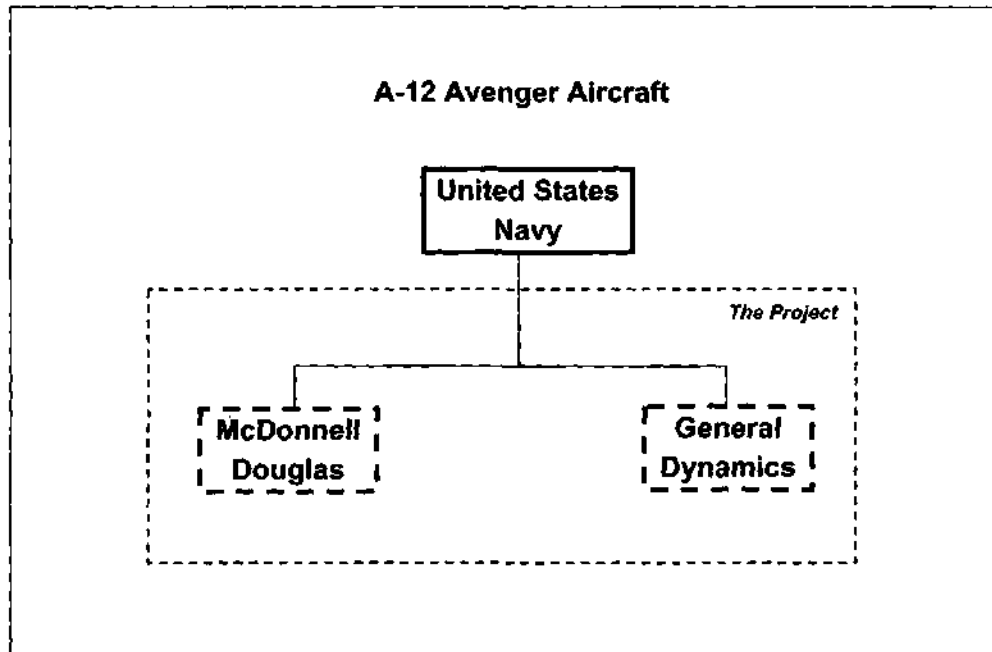 A-12 Avenger Aircraft
United States
Navy
The Project
McDonnell
Douglas
General
Dynamics